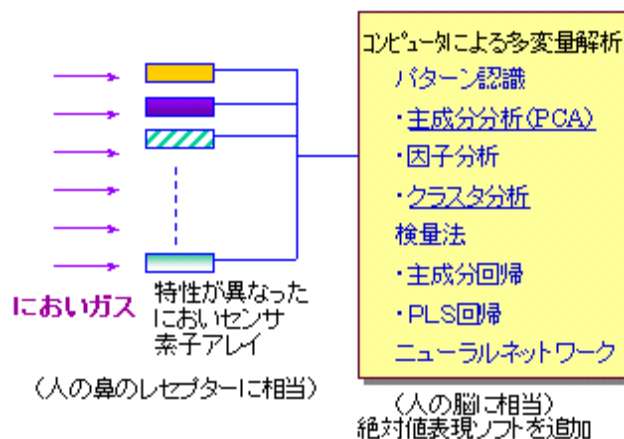 コンピュータによる多変量解析
パターン認識
・主成分分析(PCA)
・因子分析
・クラスタ分析
検量法
・主成分回帰
・PLS回帰
ニューラルネットワーク
においガス
特性が異なった
においセンサ
素子アレイ
(人の鼻のレセプターに相当)
(人の脳に相当)
絶対値表現ソフトを追加